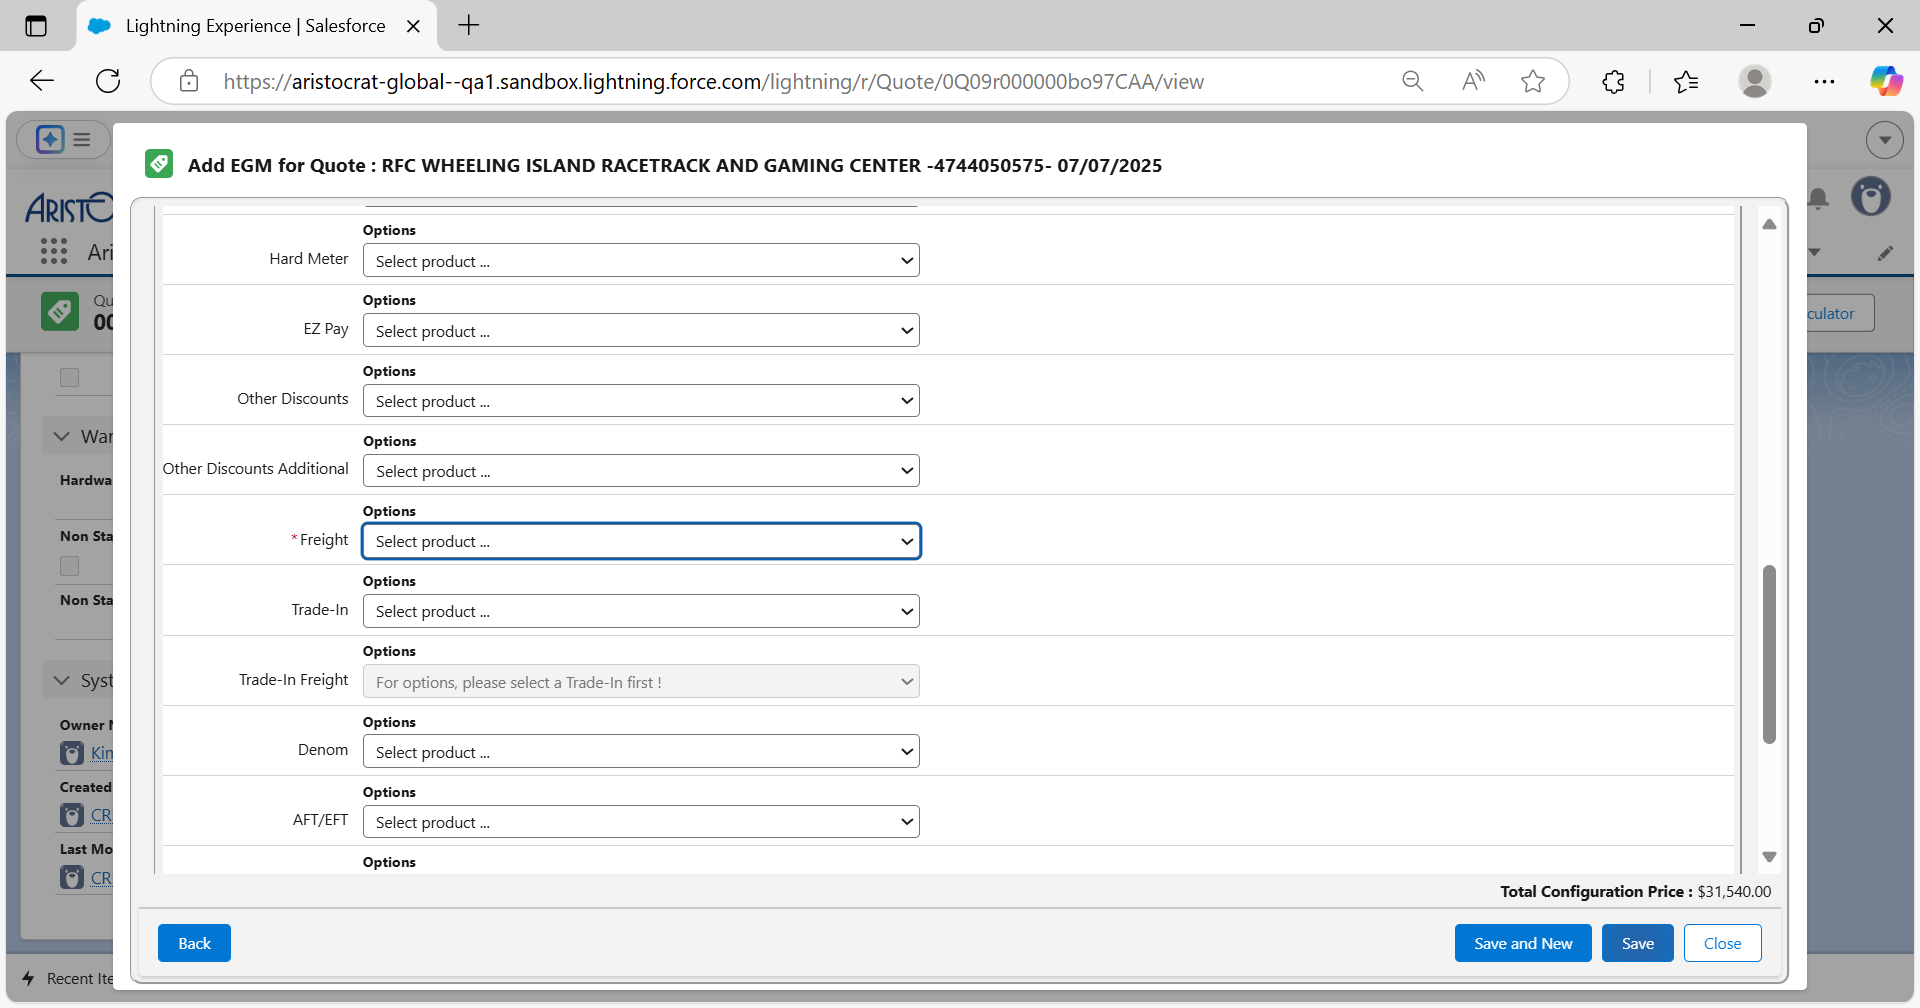 Lightning Experience | Salesforce
https://aristocrat-global--qa1.sandbox.lightning.force.com/lightning/r/Quote/0Q09r000000bo97CAA/view
Add EGM for Quote : RFC WHEELING ISLAND RACETRACK AND GAMING CENTER -4744050575- 07/07/2025
ARISTO
Ari
Qu
00
culator
Options
Hard Meter
Select product ...
Options
EZ Pay
Select product ...
Options
Other Discounts
Select product ...
Options
Other Discounts Additional
Select product ...
Options
*Freight
Select product ...
Options
Trade-In
Select product ...
Options
Trade-In Freight
For options, please select a Trade-In first !
Options
Denom
Select product ...
Options
AFT/EFT
Select product ...
Options
War
Hardwa
Non Sta
Non Sta
Syst
Owner N
Kim
Created
CR
Last Mo
CR
Total Configuration Price : $31,540.00
Back
Save and New
Save
Close
Recent Ite